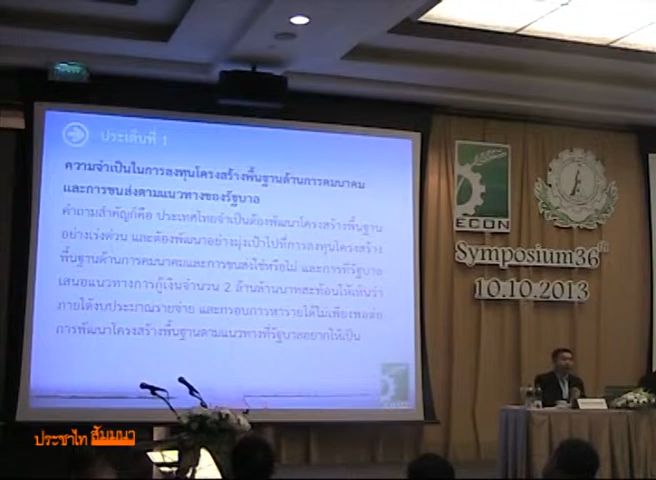 ประเด็นที่ 1
ความจำเป็นในการลงทุนโครงสร้างพื้นฐานด้านการคมนาคม
และการขนส่งตามแนวทางของรัฐบาล
คำถามสำคัญก็คือ ประเทศไทยจำเป็นต้องพัฒนาโครงสร้างพื้นฐาน
อย่างเร่งด่วน และต้องพัฒนาอย่างมุ่งเป้าไปที่การลงทุนโครงสร้าง
พื้นฐานด้านการคมนาคมและการขนส่งใช่หรือไม่ และการที่รัฐบาล
เสนอแนวทางการกู้เงินจำนวน 2 ล้านล้านบาทสะท้อนให้เห็นว่า
ภายใต้งบประมาณรายจ่าย และกรอบการหารายได้ไม่เพียงพอต่อ
การพัฒนาโครงสร้างพื้นฐานตามแนวทางที่รัฐบาลอยากให้เป็น
ECON
Symposium36th
10.10.2013
ประชาไท สัมมนา